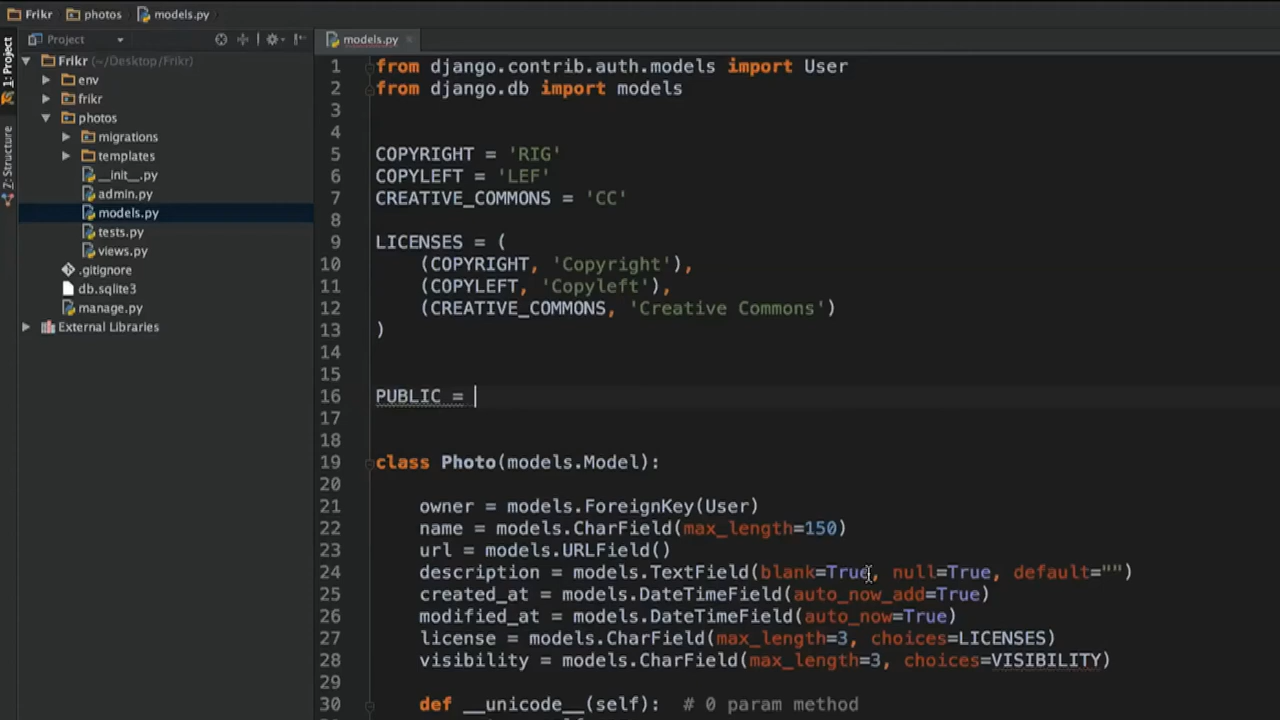 Frikr photos models.py
1: Project
Z: Structure
Project
Frikr (~/Desktop/Frikr)
env
frikr
photos
migrations
templates
__init__.py
admin.py
models.py
tests.py
views.py
.gitignore
db.sqlite3
manage.py
External Libraries
models.py
1 from django.contrib.auth.models import User
2 from django.db import models
3
4
5 COPYRIGHT = 'RIG'
6 COPYLEFT = 'LEF'
7 CREATIVE_COMMONS = 'CC'
8
9 LICENSES = (
10 (COPYRIGHT, 'Copyright'),
11 (COPYLEFT, 'Copyleft'),
12 (CREATIVE_COMMONS, 'Creative Commons')
13 )
14
15
16 PUBLIC =
17
18
19 class Photo(models.Model):
20
21 owner = models.ForeignKey(User)
22 name = models.CharField(max_length=150)
23 url = models.URLField()
24 description = models.TextField(blank=True, null=True, default="")
25 created_at = models.DateTimeField(auto_now_add=True)
26 modified_at = models.DateTimeField(auto_now=True)
27 license = models.CharField(max_length=3, choices=LICENSES)
28 visibility = models.CharField(max_length=3, choices=VISIBILITY)
29
30 def __unicode__(self): # 0 param method